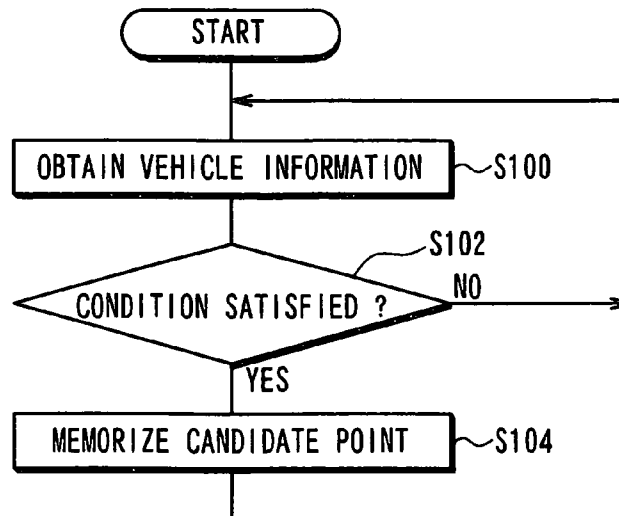 START
OBTAIN VEHICLE INFORMATION
S100
S102
CONDITION SATISFIED ?
NO
YES
MEMORIZE CANDIDATE POINT
S104